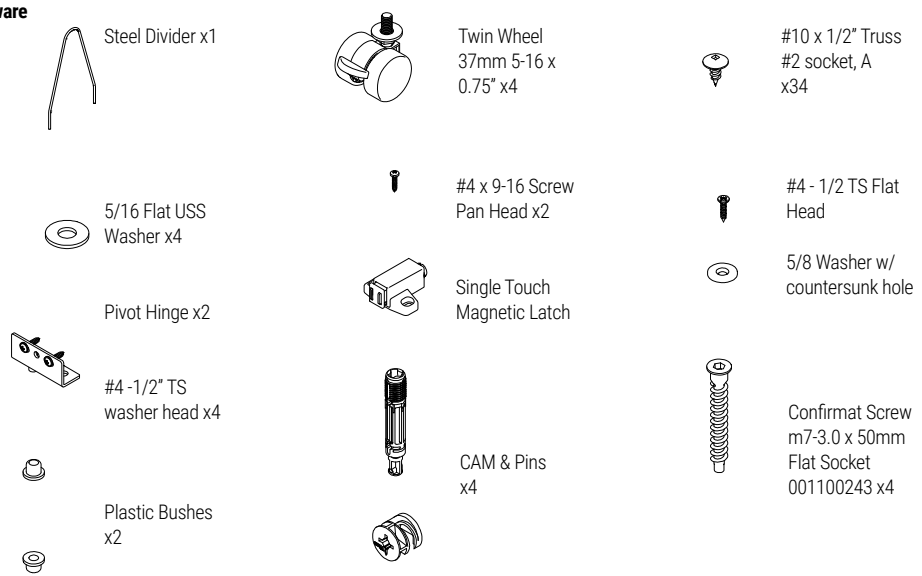 ware
Steel Divider x1
5/16 Flat USS
Washer x4
Pivot Hinge x2
#4 -1/2” TS
washer head x4
Plastic Bushes
x2
Twin Wheel
37mm 5-16 x
0.75” x4
#4 x 9-16 Screw
Pan Head x2
Single Touch
Magnetic Latch
CAM & Pins
x4
#10 x 1/2” Truss
#2 socket, A
x34
#4 - 1/2 TS Flat
Head
5/8 Washer w/
countersunk hole
Confirmat Screw
m7-3.0 x 50mm
Flat Socket
001100243 x4